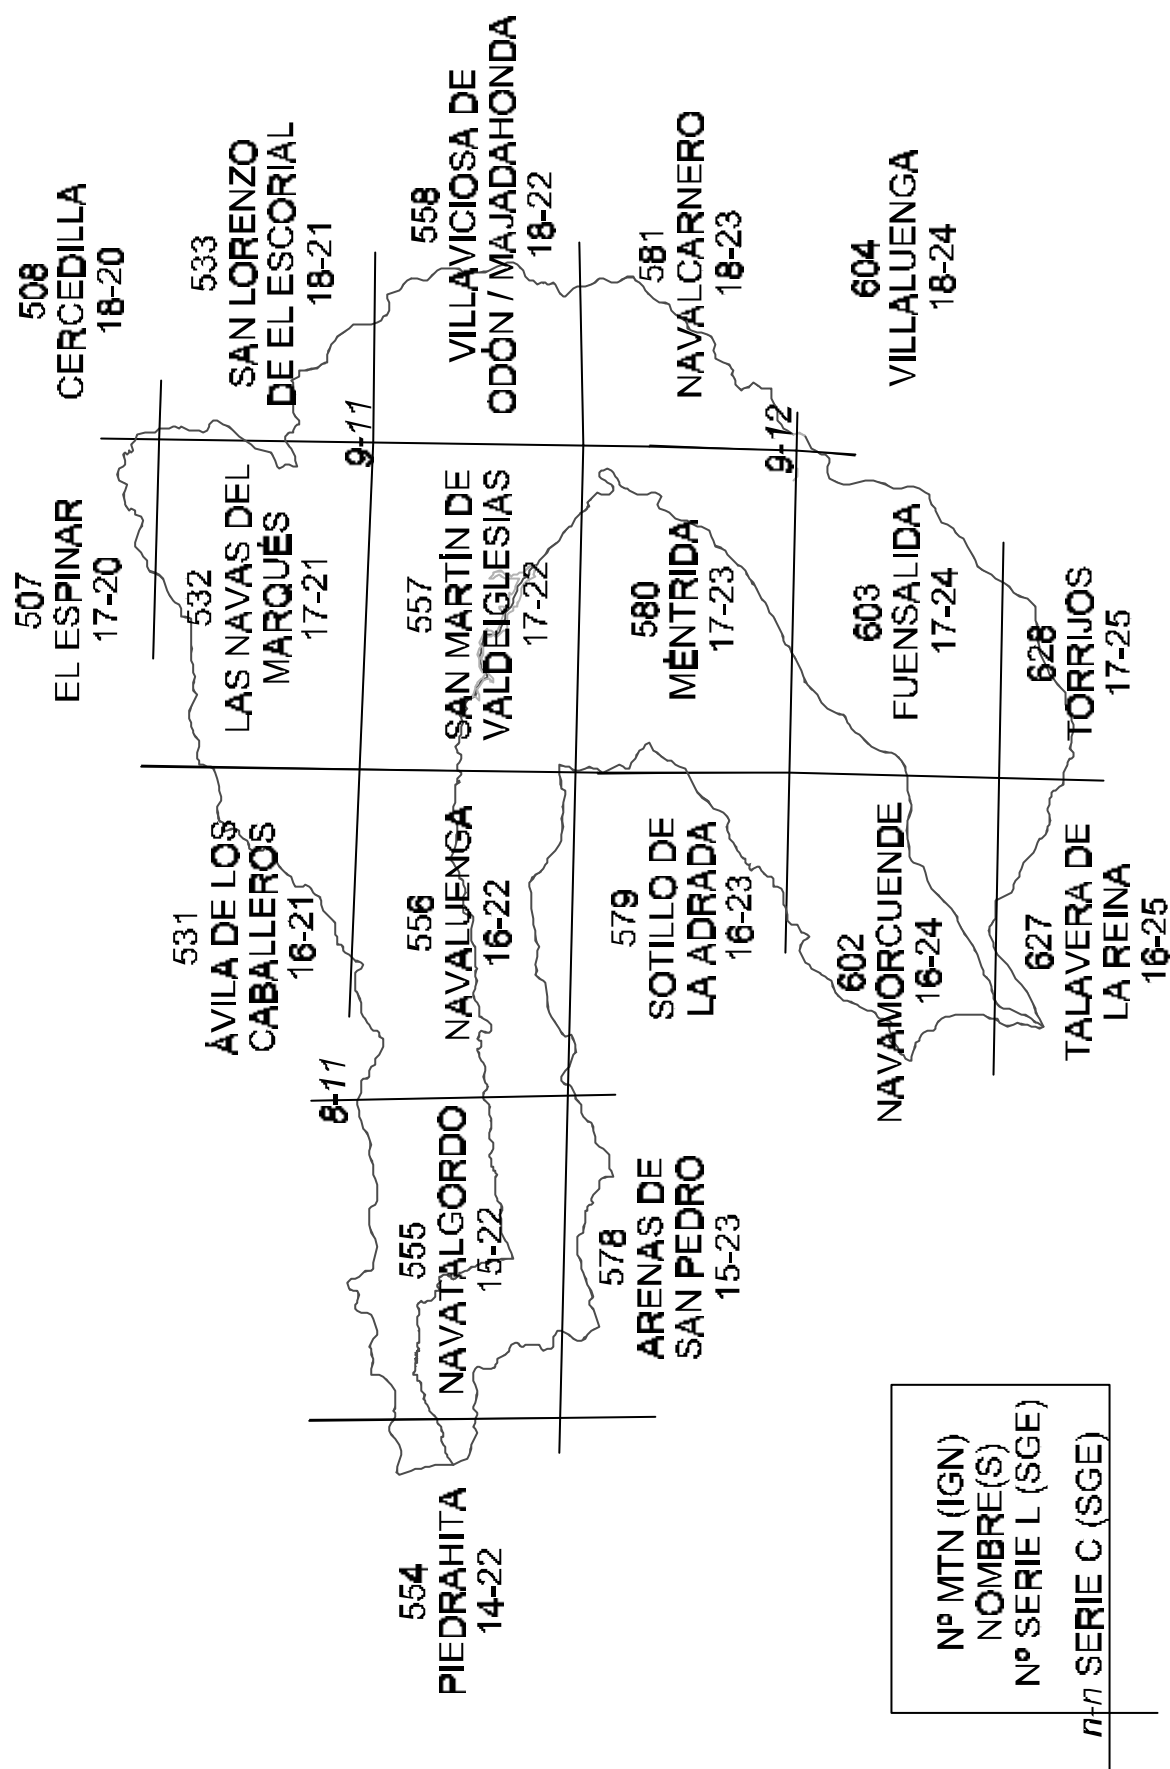 507
EL ESPINAR
17-20
508
CERCEDILLA
18-20
531
ÁVILA DE LOS
CABALLEROS
16-21
532
LAS NAVAS DEL
MARQUÉS
17-21
533
SAN LORENZO
DE EL ESCORIAL
18-21
8-11
9-11
554
PIEDRAHITA
14-22
555
NAVATALGORDO
15-22
556
NAVALUENGA
16-22
557
SAN MARTÍN DE
VALDEIGLESIAS
17-22
558
VILLAVICIOSA DE
ODÓN / MAJADAHONDA
18-22
578
ARENAS DE
SAN PEDRO
15-23
579
SOTILLO DE
LA ADRADA
16-23
580
MÉNTRIDA
17-23
581
NAVALCARNERO
18-23
9-12
602
NAVAMORCUENDE
16-24
603
FUENSALIDA
17-24
604
VILLALUENGA
18-24
627
TALAVERA DE
LA REINA
16-25
628
TORRIJOS
17-25
Nº MTN (IGN)
NOMBRE(S)
Nº SERIE L (SGE)
n-n SERIE C (SGE)